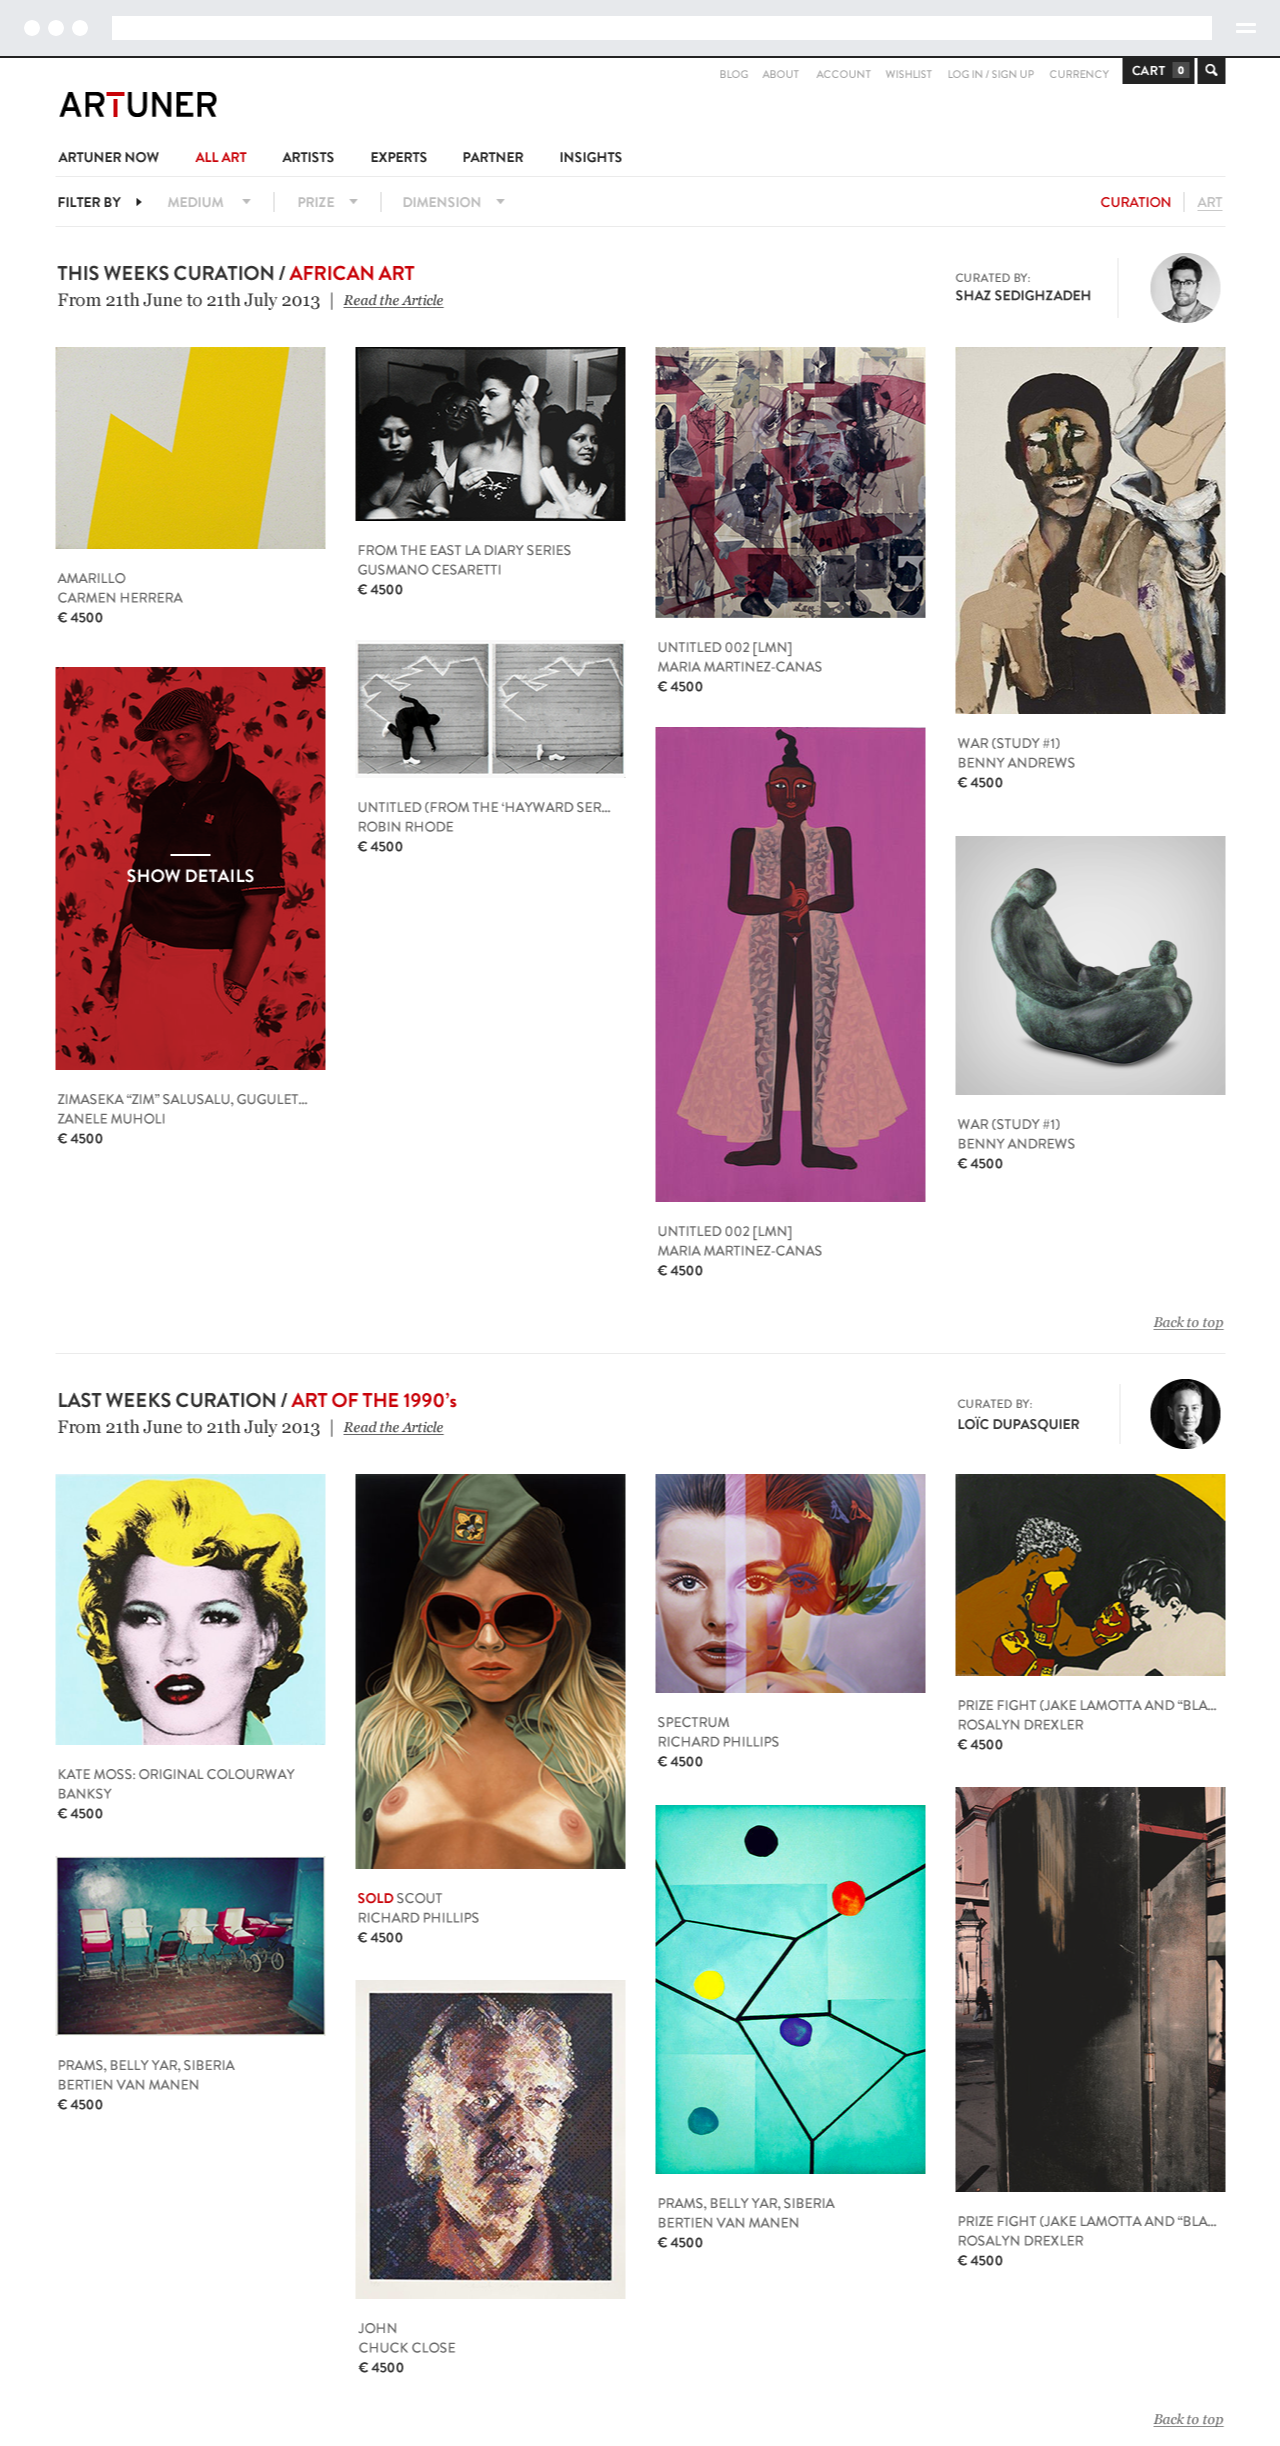 BLOG ABOUT ACCOUNT WISHLIST LOG IN / SIGN UP CURRENCY CART 0
ARTUNER
ARTUNER NOW ALL ART ARTISTS EXPERTS PARTNER INSIGHTS
FILTER BY MEDIUM PRIZE DIMENSION CURATION ART
THIS WEEKS CURATION / AFRICAN ART
From 21th June to 21th July 2013 | Read the Article
CURATED BY:
SHAZ SEDIGHZADEH
AMARILLO
CARMEN HERRERA
€ 4500
FROM THE EAST LA DIARY SERIES
GUSMANO CESARETTI
€ 4500
UNTITLED 002 [LMN]
MARIA MARTINEZ-CANAS
€ 4500
WAR (STUDY #1)
BENNY ANDREWS
€ 4500
SHOW DETAILS
ZIMASEKA “ZIM” SALUSALU, GUGULET...
ZANELE MUHOLI
€ 4500
UNTITLED (FROM THE ‘HAYWARD SER...
ROBIN RHODE
€ 4500
UNTITLED 002 [LMN]
MARIA MARTINEZ-CANAS
€ 4500
WAR (STUDY #1)
BENNY ANDREWS
€ 4500
Back to top
LAST WEEKS CURATION / ART OF THE 1990’s
From 21th June to 21th July 2013 | Read the Article
CURATED BY:
LOÏC DUPASQUIER
KATE MOSS: ORIGINAL COLOURWAY
BANKSY
€ 4500
SOLD SCOUT
RICHARD PHILLIPS
€ 4500
SPECTRUM
RICHARD PHILLIPS
€ 4500
PRIZE FIGHT (JAKE LAMOTTA AND “BLA...
ROSALYN DREXLER
€ 4500
PRAMS, BELLY YAR, SIBERIA
BERTIEN VAN MANEN
€ 4500
JOHN
CHUCK CLOSE
€ 4500
PRAMS, BELLY YAR, SIBERIA
BERTIEN VAN MANEN
€ 4500
PRIZE FIGHT (JAKE LAMOTTA AND “BLA...
ROSALYN DREXLER
€ 4500
Back to top